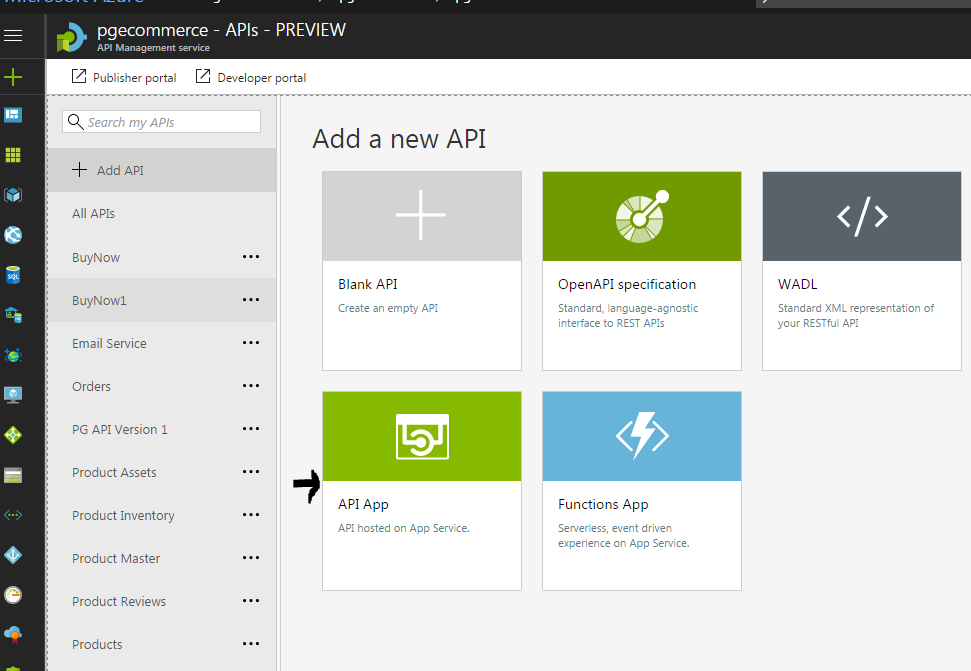 Microsoft Azure
pgecommerce - APIs - PREVIEW
API Management service
Publisher portal
Developer portal
Search my APIs
Add API
All APIs
BuyNow
BuyNow1
Email Service
Orders
PG API Version 1
Product Assets
Product Inventory
Product Master
Product Reviews
Products
Add a new API
Blank API
Create an empty API
OpenAPI specification
Standard, language-agnostic
interface to REST APIs
</>
WADL
Standard XML representation of
your RESTful API
API App
API hosted on App Service.
Functions App
Serverless, event driven
experience on App Service.
SQL